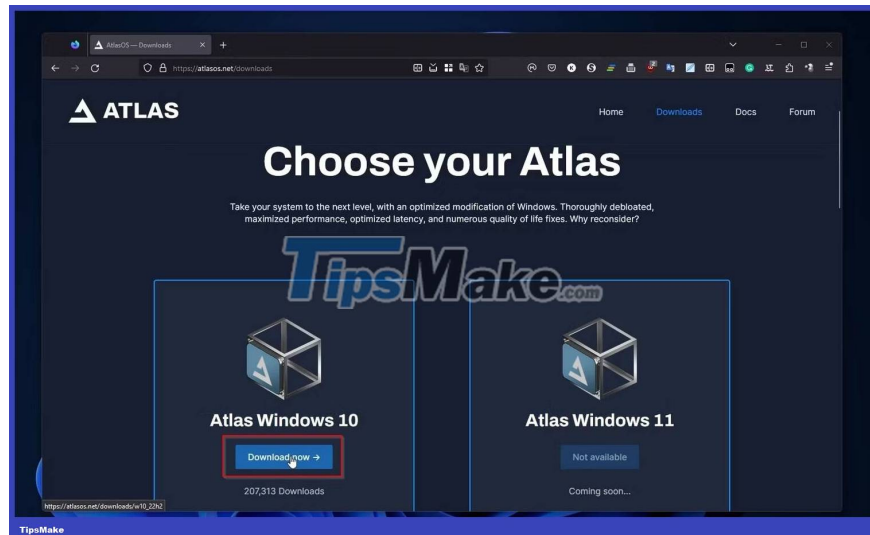 AtlasOS — Downloads
https://atlasos.net/downloads
ATLAS
Home Downloads Docs Forum
Choose your Atlas
Take your system to the next level, with an optimized modification of Windows. Thoroughly debloated,
maximized performance, optimized latency, and numerous quality of life fixes. Why reconsider?
TipsMake.com
Atlas Windows 10 Atlas Windows 11
Download now → Not available
207,313 Downloads Coming soon...
https://atlasos.net/downloads/w10_22h2
TipsMake